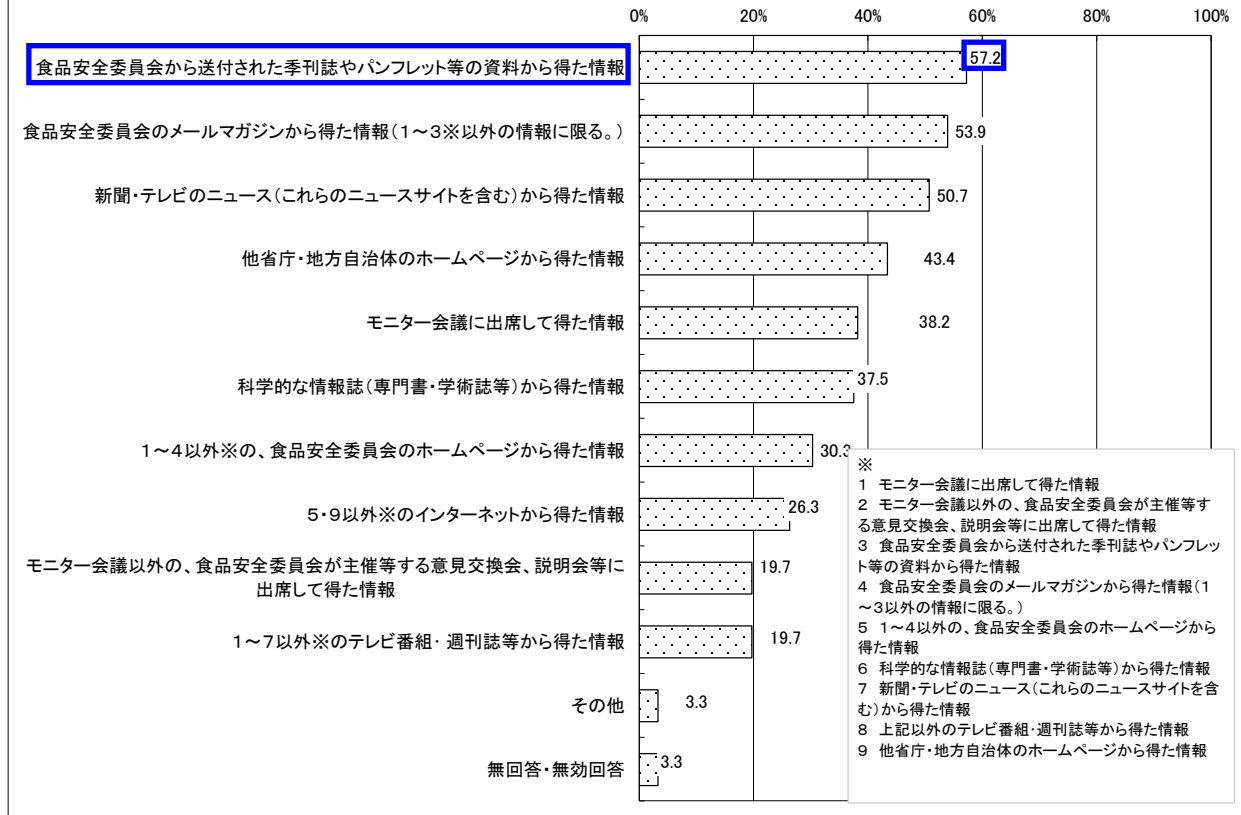 0% 20% 40% 60% 80% 100%
食品安全委員会から送付された季刊誌やパンフレット等の資料から得た情報 57.2
食品安全委員会のメールマガジンから得た情報（１～３※以外の情報に限る。） 53.9
新聞・テレビのニュース（これらのニュースサイトを含む）から得た情報 50.7
他省庁・地方自治体のホームページから得た情報 43.4
モニター会議に出席して得た情報 38.2
科学的な情報誌（専門書・学術誌等）から得た情報 37.5
１～４以外※の、食品安全委員会のホームページから得た情報 30.3
５・９以外※のインターネットから得た情報 26.3
モニター会議以外の、食品安全委員会が主催等する意見交換会、説明会等に
出席して得た情報 19.7
１～７以外※のテレビ番組・週刊誌等から得た情報 19.7
その他 3.3
無回答・無効回答 3.3
※
１　モニター会議に出席して得た情報
２　モニター会議以外の、食品安全委員会が主催等す
る意見交換会、説明会等に出席して得た情報
３　食品安全委員会から送付された季刊誌やパンフレッ
ト等の資料から得た情報
４　食品安全委員会のメールマガジンから得た情報（１
～３以外の情報に限る。）
５　１～４以外の、食品安全委員会のホームページから
得た情報
６　科学的な情報誌（専門書・学術誌等）から得た情報
７　新聞・テレビのニュース（これらのニュースサイトを含
む）から得た情報
８　上記以外のテレビ番組・週刊誌等から得た情報
９　他省庁・地方自治体のホームページから得た情報